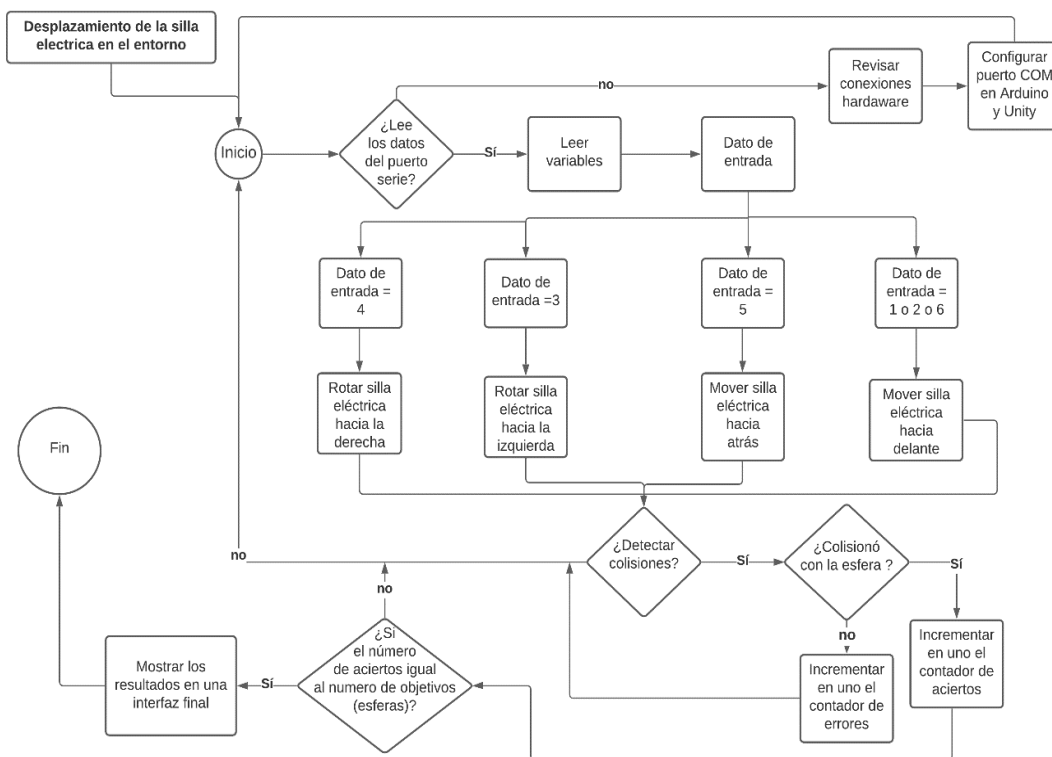 Desplazamiento de la silla
electrica en el entorno
Revisar
conexiones
hardaware
Configurar
puerto COM
en Arduino
y Unity
no
Inicio
¿Lee
los datos
del puerto
serie?
Sí
Leer
variables
Dato de
entrada
Dato de
entrada =
4
Dato de
entrada =3
Dato de
entrada =
5
Dato de
entrada =
1 o 2 o 6
Rotar silla
eléctrica
hacia la
derecha
Rotar silla
eléctrica
hacia la
izquierda
Mover silla
eléctrica
hacia
atrás
Mover silla
eléctrica
hacia
delante
Fin
¿Detectar
colisiones?
no
Sí
¿Colisionó
con la esfera ?
Sí
no
Incrementar
en uno el
contador de
aciertos
Incrementar
en uno el
contador de
errores
no
¿Si
el número
de aciertos igual
al numero de objetivos
(esferas)?
Sí
Mostrar los
resultados en una
interfaz final